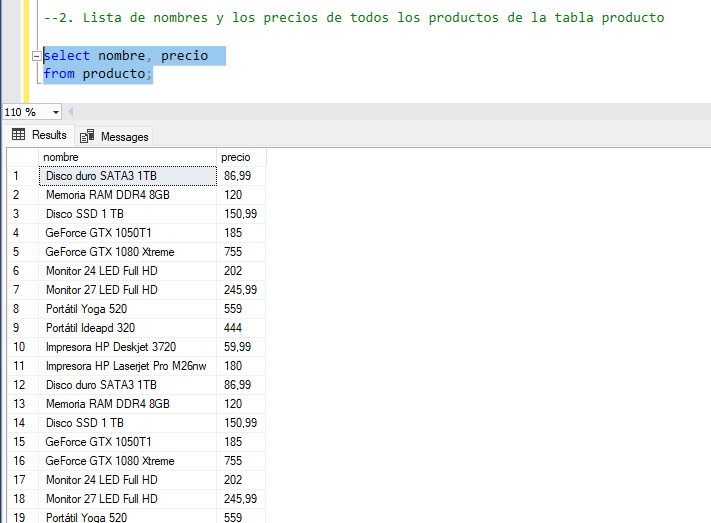 --2. Lista de nombres y los precios de todos los productos de la tabla producto
select nombre, precio
from producto;
110 %
Results Messages
nombre precio
1 Disco duro SATA3 1TB 86,99
2 Memoria RAM DDR4 8GB 120
3 Disco SSD 1 TB 150,99
4 GeForce GTX 1050T1 185
5 GeForce GTX 1080 Xtreme 755
6 Monitor 24 LED Full HD 202
7 Monitor 27 LED Full HD 245,99
8 Portátil Yoga 520 559
9 Portátil Ideapd 320 444
10 Impresora HP Deskjet 3720 59,99
11 Impresora HP Laserjet Pro M26nw 180
12 Disco duro SATA3 1TB 86,99
13 Memoria RAM DDR4 8GB 120
14 Disco SSD 1 TB 150,99
15 GeForce GTX 1050T1 185
16 GeForce GTX 1080 Xtreme 755
17 Monitor 24 LED Full HD 202
18 Monitor 27 LED Full HD 245,99
19 Portátil Yoga 520 559